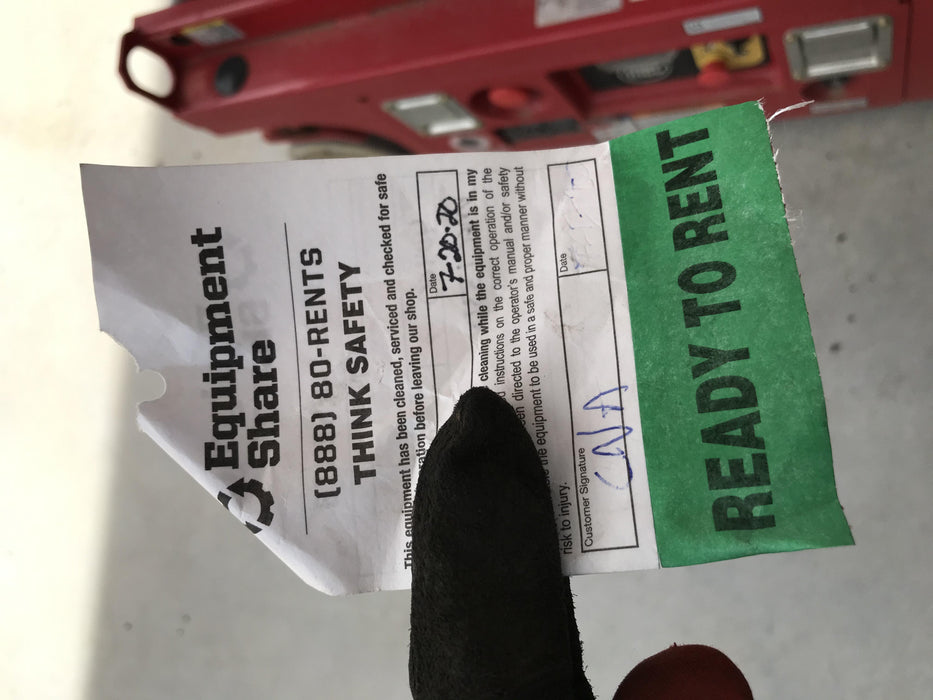 Equipment
Share
(888) 80-RENTS
THINK SAFETY
This equipment has been cleaned, serviced and checked for safe
before leaving our shop.
Date
7-20-20
cleaning while the equipment is in my
instructions on the correct operation of the
directed to the operator's manual and/or safety
the equipment to be used in a safe and proper manner without
risk to injury.
Customer Signature
Date
CNA
READY TO RENT